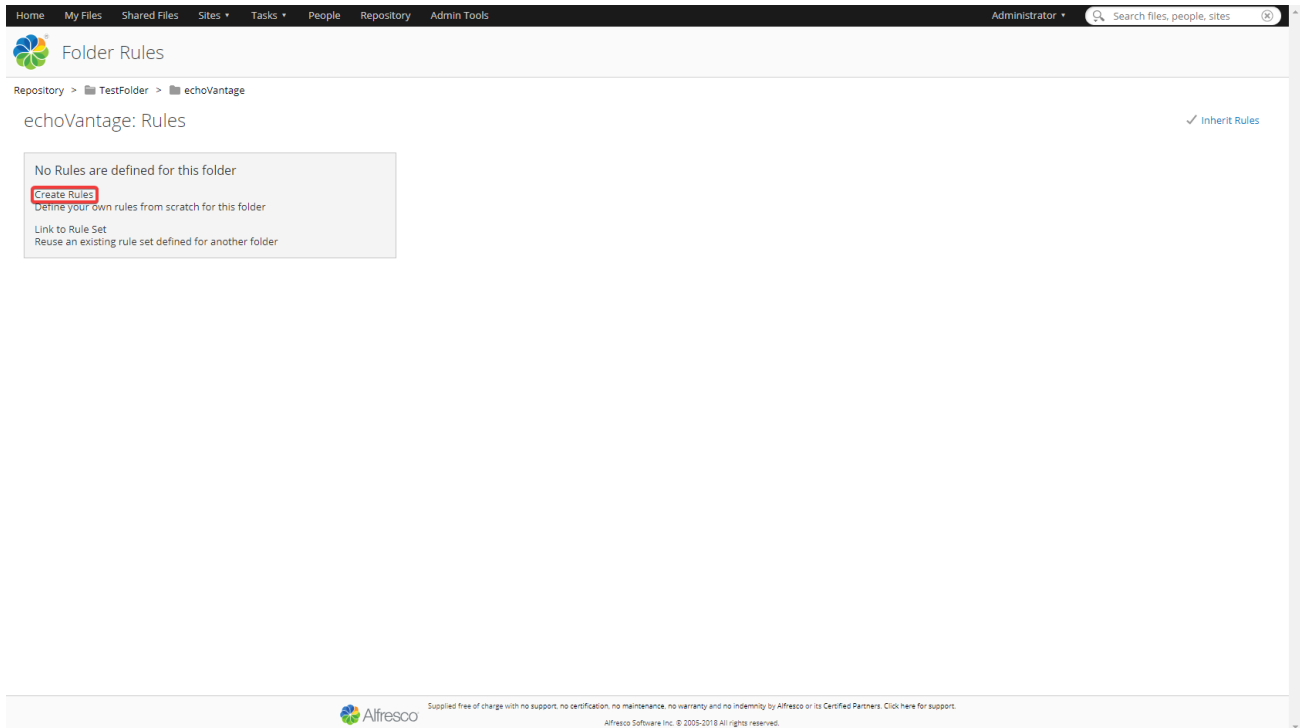 Home My Files Shared Files Sites ▾ Tasks ▾ People Repository Admin Tools Administrator ▾ Search files, people, sites
Folder Rules
Repository > TestFolder > echoVantage
echoVantage: Rules
Inherit Rules
No Rules are defined for this folder
Create Rules
Define your own rules from scratch for this folder
Link to Rule Set
Reuse an existing rule set defined for another folder
Alfresco
Supplied free of charge with no support, no certification, no maintenance, no warranty and no indemnity by Alfresco or its Certified Partners. Click here for support.
Alfresco Software Inc. © 2005-2018 All rights reserved.